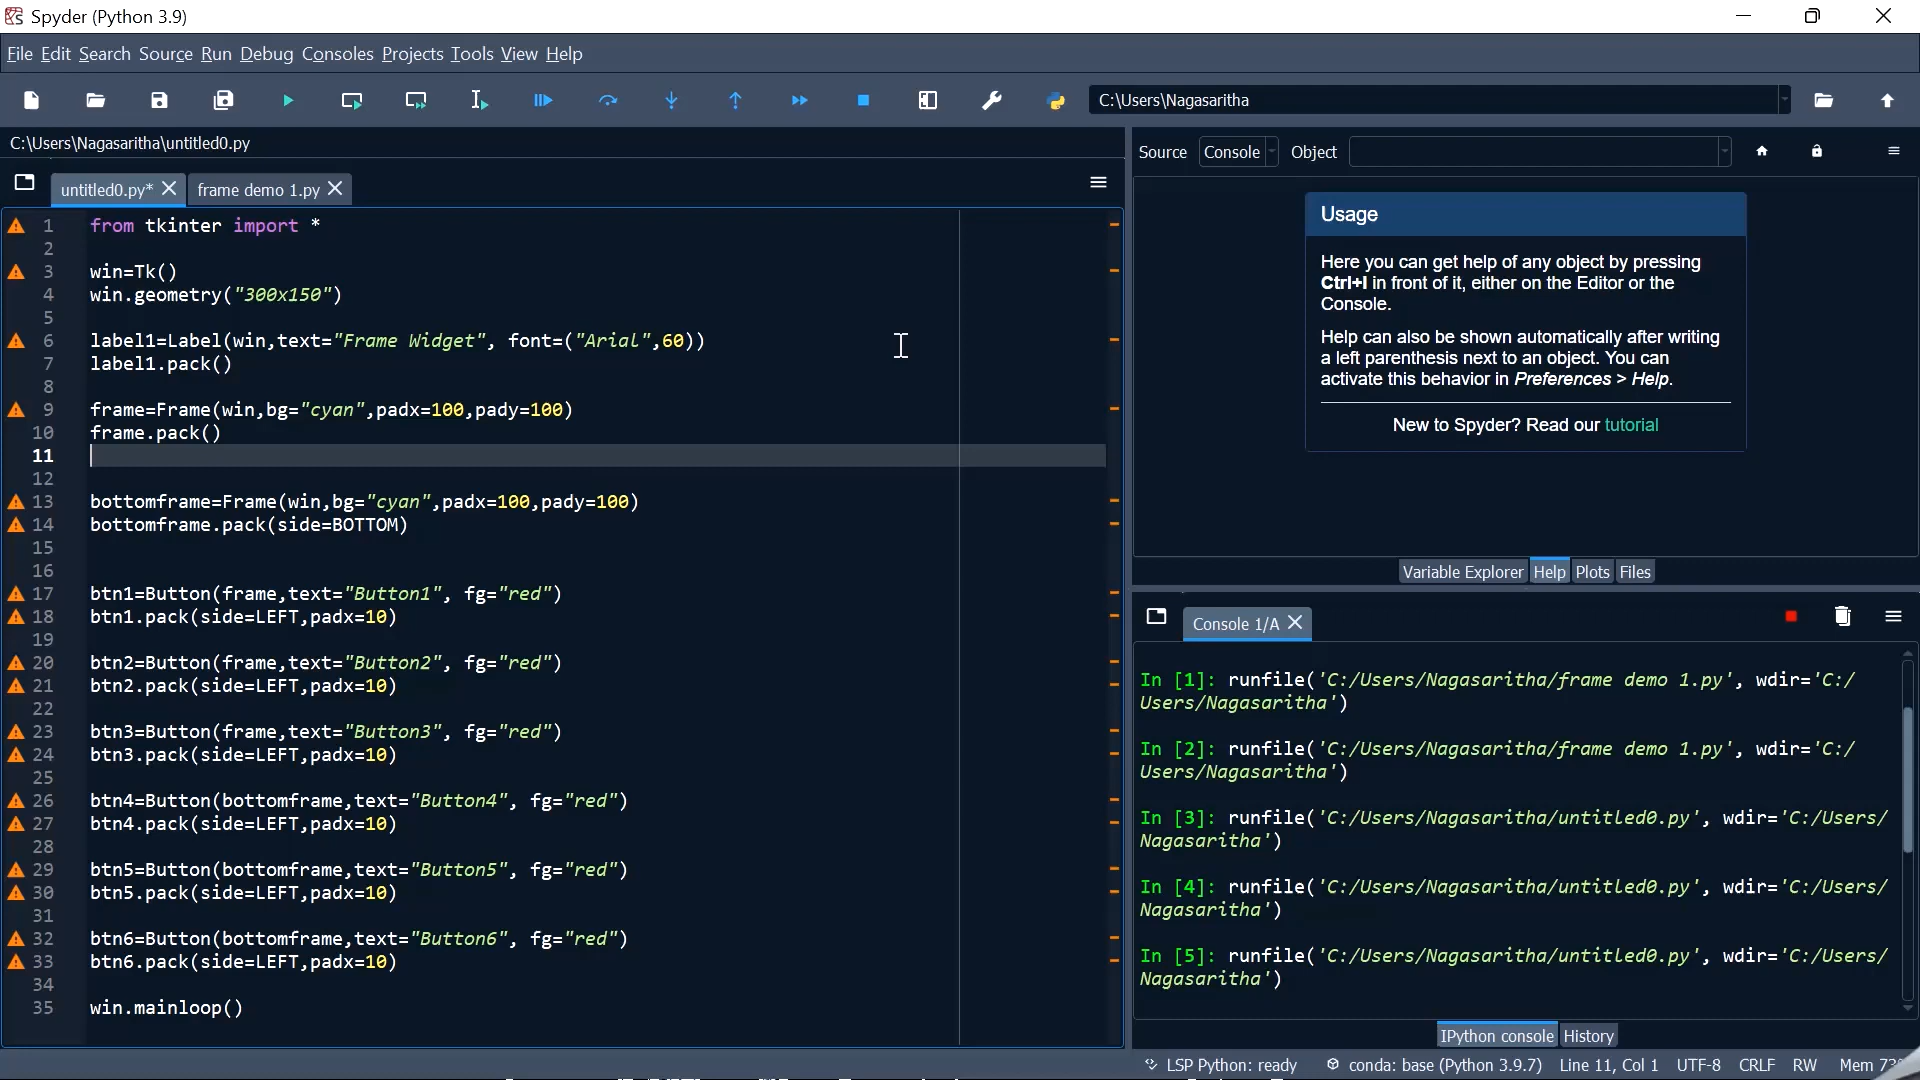 Spyder (Python 3.9)
File Edit Search Source Run Debug Consoles Projects Tools View Help
C:\Users\Nagasaritha
C:\Users\Nagasaritha\untitled0.py
untitled0.py* frame demo 1.py
1 from tkinter import *
2
3 win=Tk()
4 win.geometry("300x150")
5
6 label1=Label(win,text="Frame Widget", font=("Arial",60))
7 label1.pack()
8
9 frame=Frame(win,bg="cyan",padx=100,pady=100)
10 frame.pack()
11
12
13 bottomframe=Frame(win,bg="cyan",padx=100,pady=100)
14 bottomframe.pack(side=BOTTOM)
15
16
17 btn1=Button(frame,text="Button1", fg="red")
18 btn1.pack(side=LEFT,padx=10)
19
20 btn2=Button(frame,text="Button2", fg="red")
21 btn2.pack(side=LEFT,padx=10)
22
23 btn3=Button(frame,text="Button3", fg="red")
24 btn3.pack(side=LEFT,padx=10)
25
26 btn4=Button(bottomframe,text="Button4", fg="red")
27 btn4.pack(side=LEFT,padx=10)
28
29 btn5=Button(bottomframe,text="Button5", fg="red")
30 btn5.pack(side=LEFT,padx=10)
31
32 btn6=Button(bottomframe,text="Button6", fg="red")
33 btn6.pack(side=LEFT,padx=10)
34
35 win.mainloop()
Source Console Object
Usage
Here you can get help of any object by pressing
Ctrl+I in front of it, either on the Editor or the
Console.
Help can also be shown automatically after writing
a left parenthesis next to an object. You can
activate this behavior in Preferences > Help.
New to Spyder? Read our tutorial
Variable Explorer Help Plots Files
Console 1/A
In [1]: runfile('C:/Users/Nagasaritha/frame demo 1.py', wdir='C:/
Users/Nagasaritha')
In [2]: runfile('C:/Users/Nagasaritha/frame demo 1.py', wdir='C:/
Users/Nagasaritha')
In [3]: runfile('C:/Users/Nagasaritha/untitled0.py', wdir='C:/Users/
Nagasaritha')
In [4]: runfile('C:/Users/Nagasaritha/untitled0.py', wdir='C:/Users/
Nagasaritha')
In [5]: runfile('C:/Users/Nagasaritha/untitled0.py', wdir='C:/Users/
Nagasaritha')
IPython console History
LSP Python: ready conda: base (Python 3.9.7) Line 11, Col 1 UTF-8 CRLF RW Mem